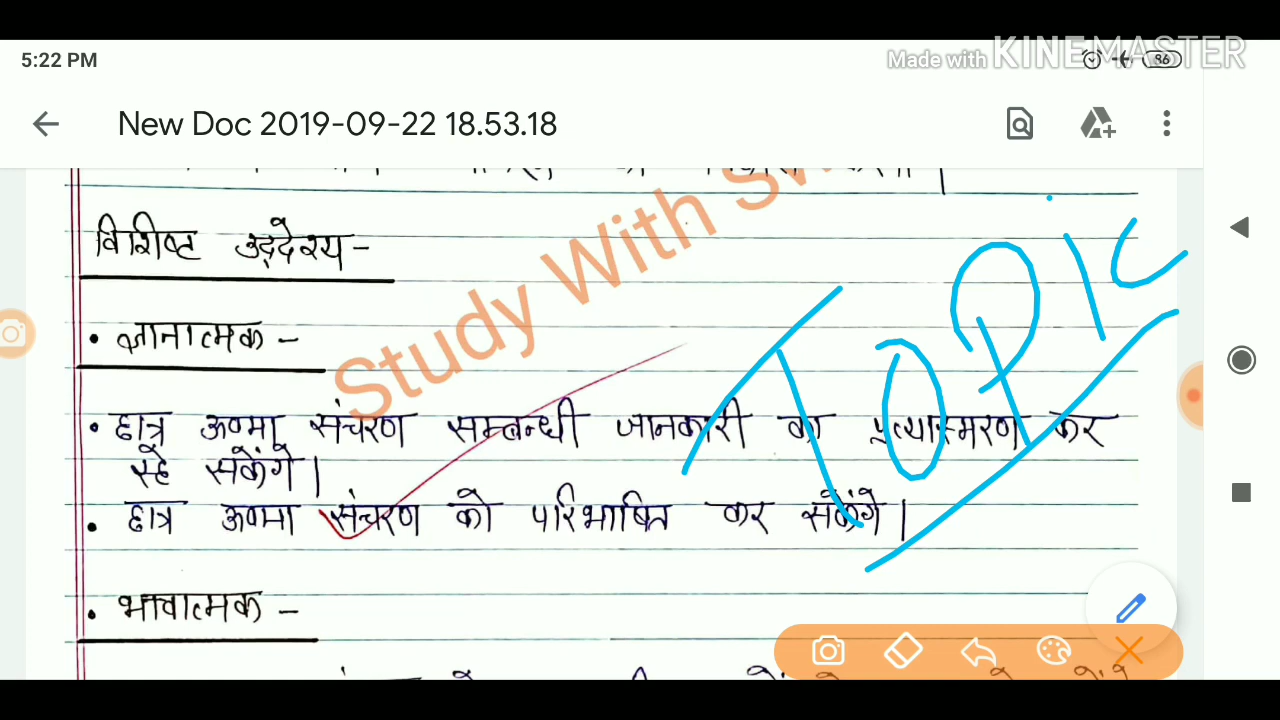 5:22 PM
Made with KINEMASTER
86
New Doc 2019-09-22 18.53.18
Study With
विशिष्ट उद्देश्य-
TOPIC
• ज्ञानात्मक -
• छात्र ऊष्मा संचरण सम्बन्धी जानकारी का प्रत्यास्मरण कर
सकेंगे |
• छात्र ऊष्मा संचरण को परिभाषित कर सकेंगे |
• भावात्मक -